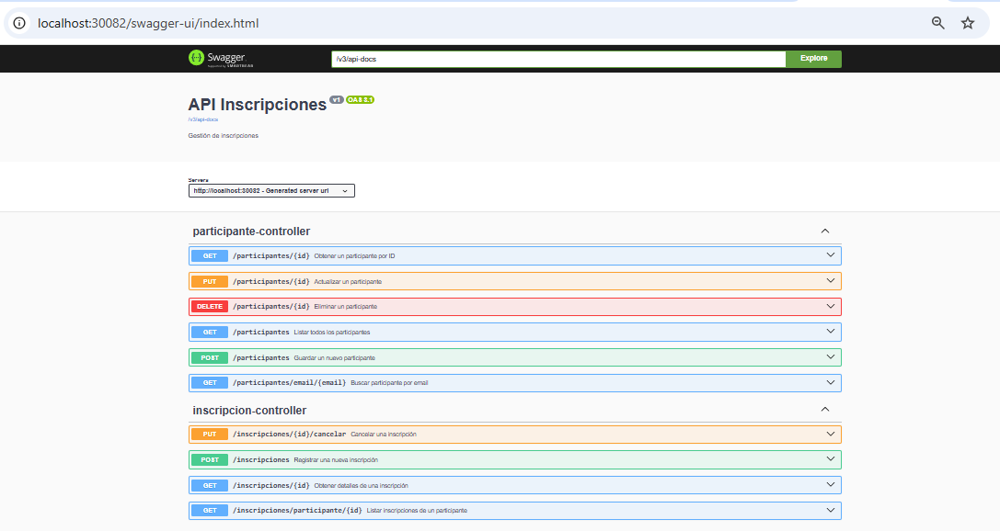 localhost:30082/swagger-ui/index.html
Swagger
Supported by SMARTBEAR
/v3/api-docs
Explore
API Inscripciones v1 OAS 3.1
/v3/api-docs
Gestión de inscripciones
Servers
http://localhost:30082 - Generated server url
participante-controller
GET /participantes/{id} Obtener un participante por ID
PUT /participantes/{id} Actualizar un participante
DELETE /participantes/{id} Eliminar un participante
GET /participantes Listar todos los participantes
POST /participantes Guardar un nuevo participante
GET /participantes/email/{email} Buscar participante por email
inscripcion-controller
PUT /inscripciones/{id}/cancelar Cancelar una inscripción
POST /inscripciones Registrar una nueva inscripción
GET /inscripciones/{id} Obtener detalles de una inscripción
GET /inscripciones/participante/{id} Listar inscripciones de un participante